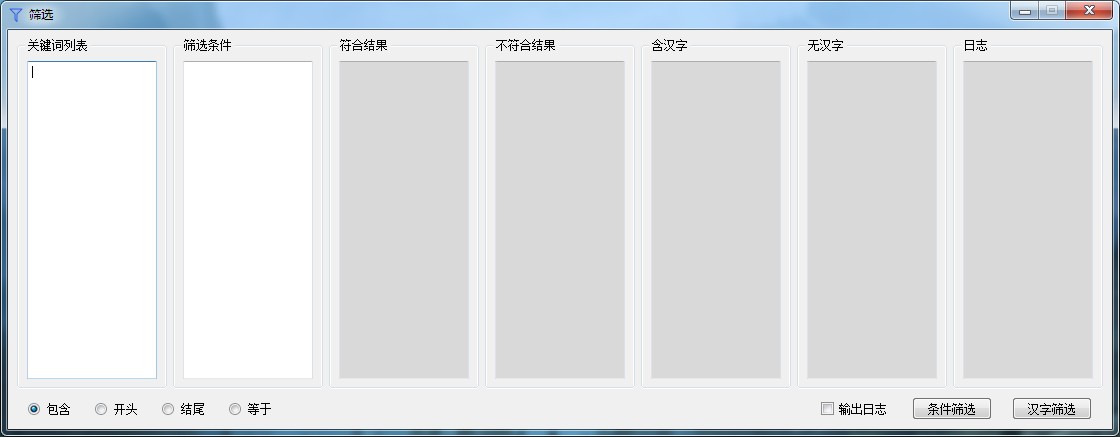 筛选
关键词列表 筛选条件 符合结果 不符合结果 含汉字 无汉字 日志
包含 开头 结尾 等于 输出日志 条件筛选 汉字筛选